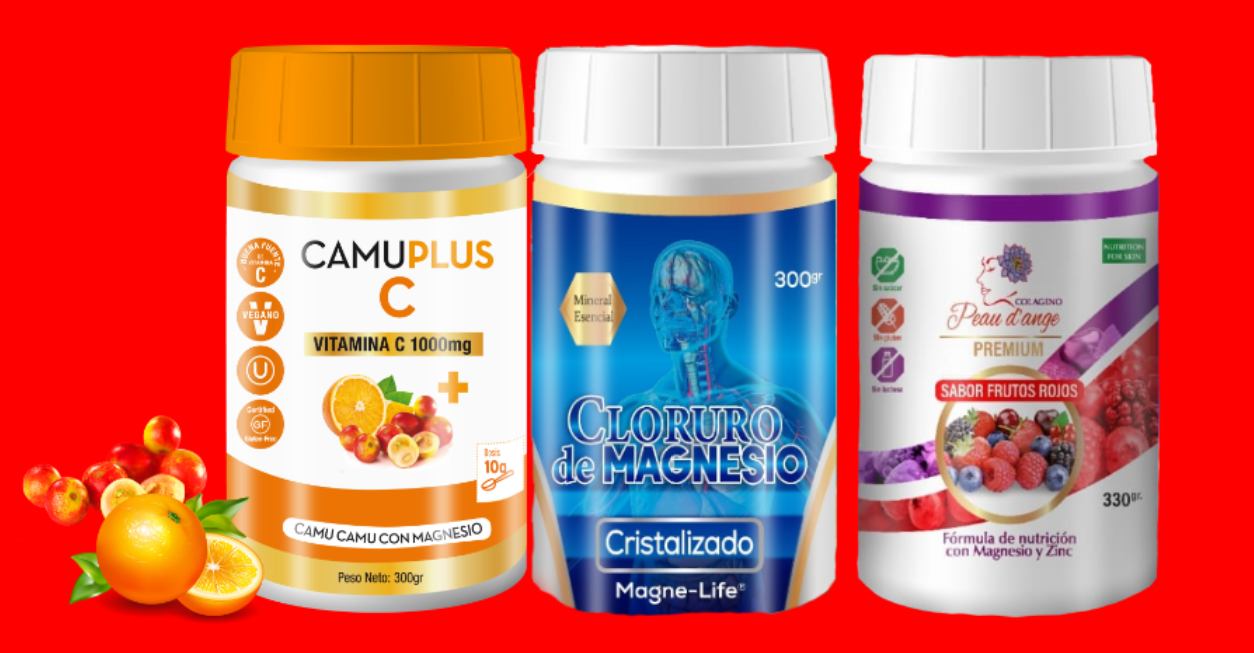 BUENA FUENTE
DE
VITAMINA
C
VEGANO
V
U
Certified
GF
Gluten-Free
CAMUPLUS
C
VITAMINA C 1000mg
+
Dosis
10g
CAMU CAMU CON MAGNESIO
Peso Neto: 300gr
300gr
Mineral
Esencial
CLORURO
de MAGNESIO
Cristalizado
Magne-Life®
NUTRITION
FOR SKIN
Sin azúcar
Sin gluten
Sin lactosa
COLAGINO
Peau d'ange
PREMIUM
SABOR FRUTOS ROJOS
330gr.
Fórmula de nutrición
con Magnesio y Zinc